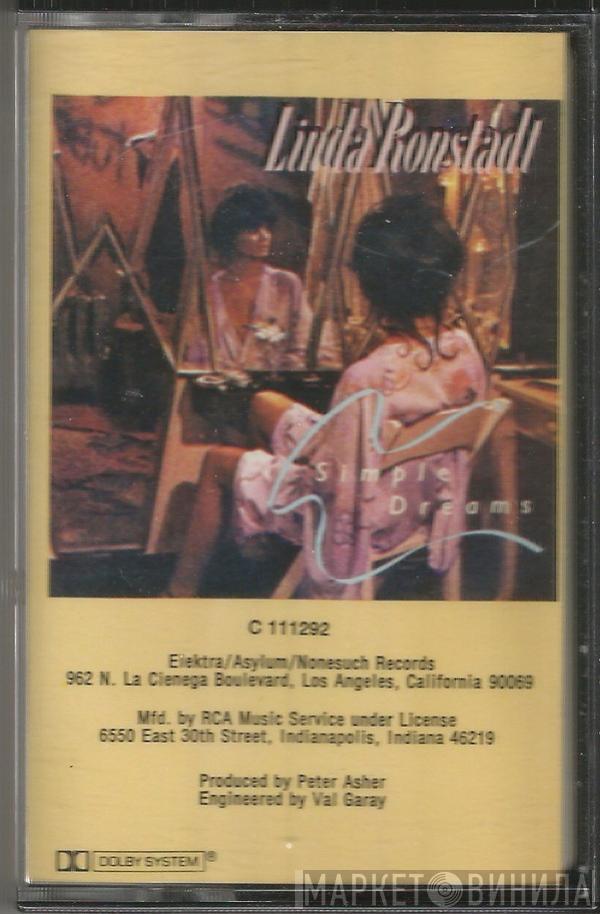 Linda Ronstadt
Simple
Dreams
C 111292
Elektra/Asylum/Nonesuch Records
962 N. La Cienega Boulevard, Los Angeles, California 90069
Mfd. by RCA Music Service under License
6550 East 30th Street, Indianapolis, Indiana 46219
Produced by Peter Asher
Engineered by Val Garay
DOLBY SYSTEM®
МАРКЕТ ВИНИЛА